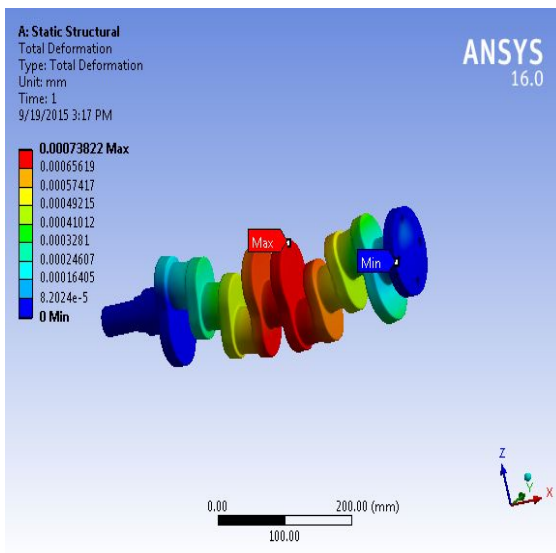 A: Static Structural
Total Deformation
Type: Total Deformation
Unit: mm
Time: 1
9/19/2015 3:17 PM
ANSYS
16.0
0.00073822 Max
0.00065619
0.00057417
0.00049215
0.00041012
0.0003281
0.00024607
0.00016405
8.2024e-5
0 Min
Max
Min
0.00
200.00 (mm)
100.00
Z
Y
X